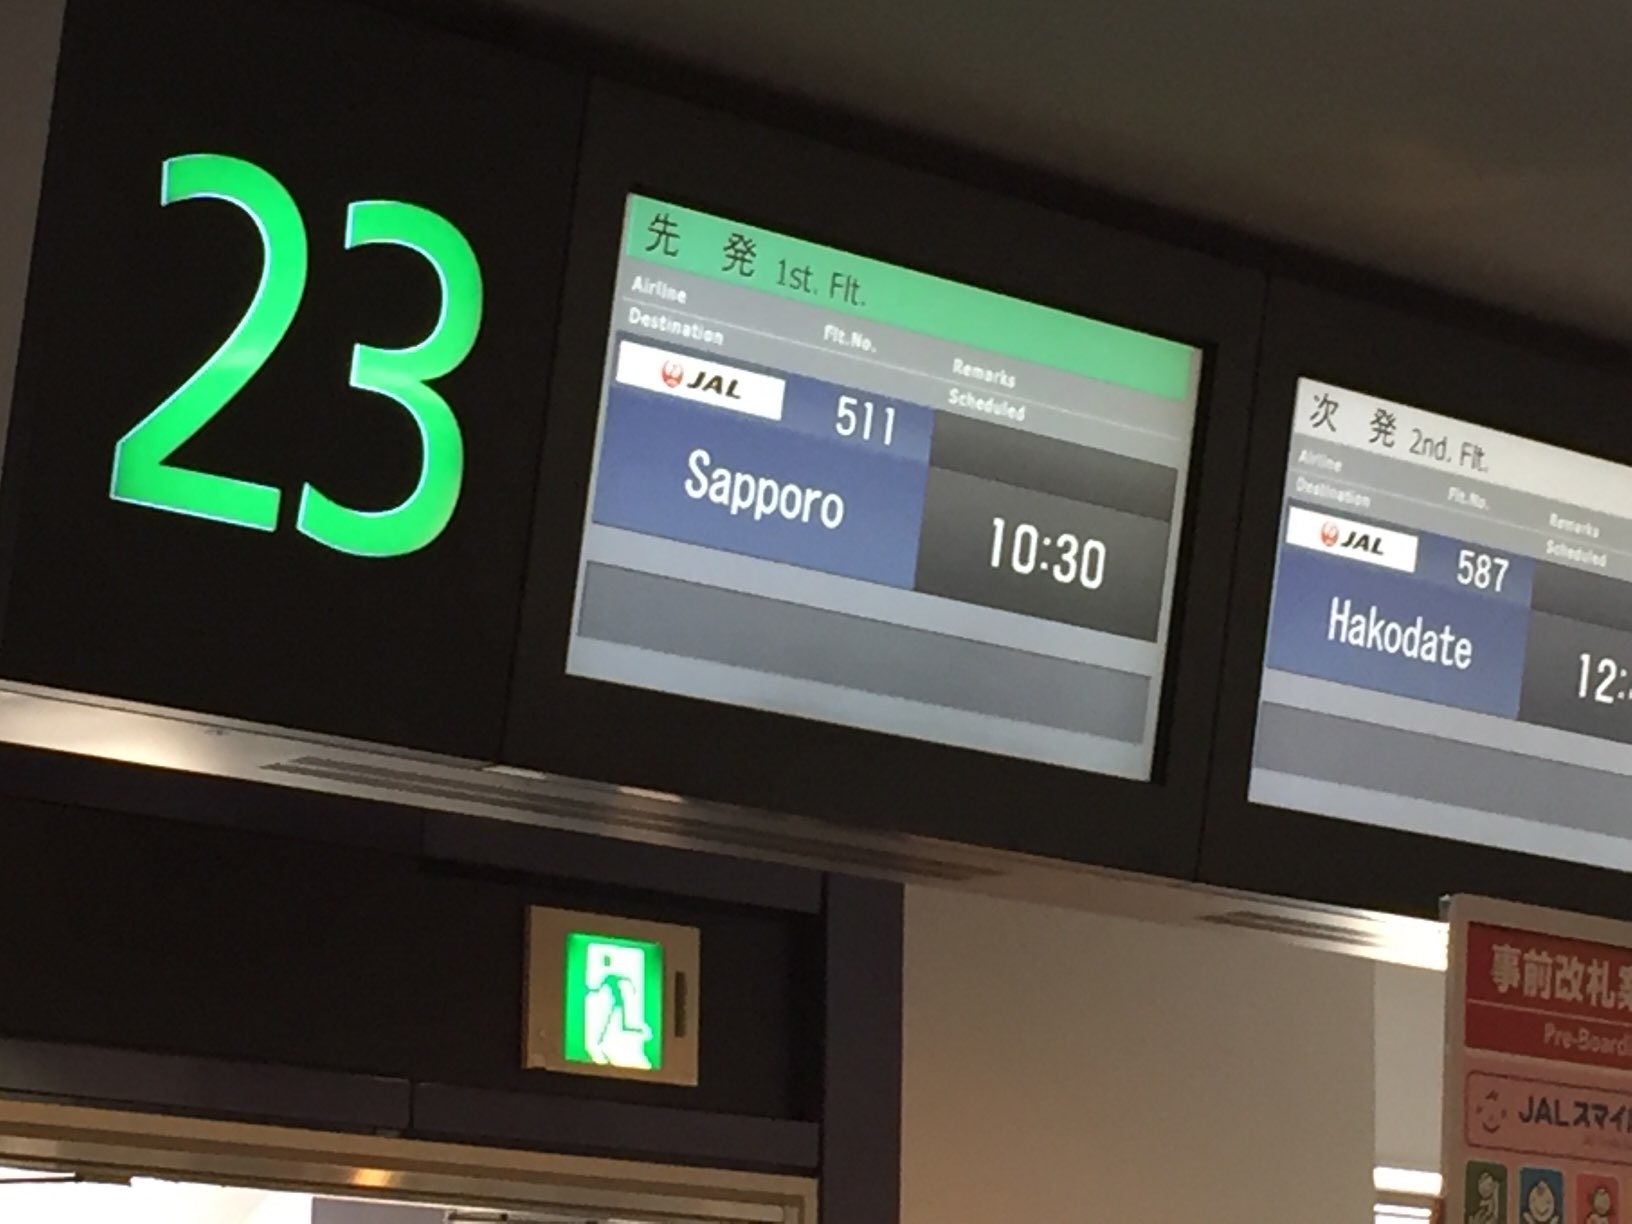 23
先 発 1st. Flt.
Airline
Destination Flt.No. Remarks
Scheduled
JAL 511
Sapporo 10:30
次 発 2nd. Flt.
Airline
Destination Flt.No. Remarks
Scheduled
JAL 587
Hakodate 12:
事前改札
Pre-Boardi
JALスマイル